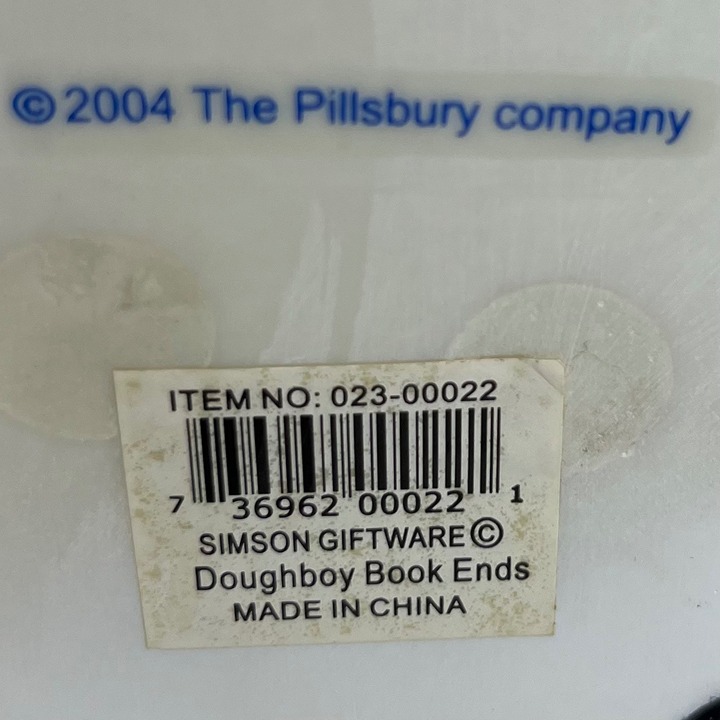 ©2004 The Pillsbury company
ITEM NO: 023-00022
7 36962 00022 1
SIMSON GIFTWARE©
Doughboy Book Ends
MADE IN CHINA